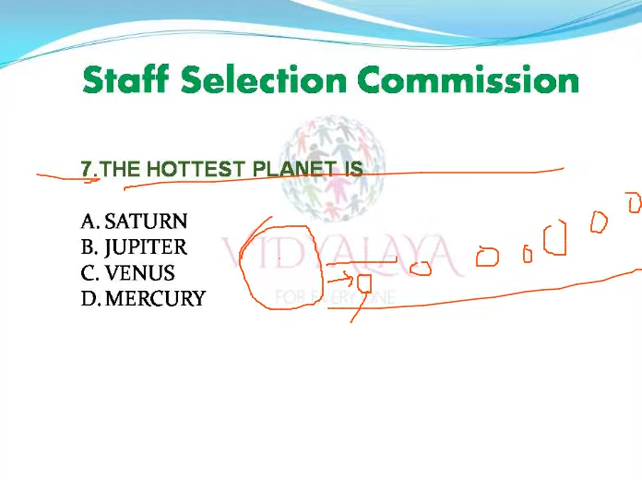 Staff Selection Commission
7.THE HOTTEST PLANET IS
A. SATURN
B. JUPITER
C. VENUS
D. MERCURY
VIDYALAYA
FOR EVERYONE